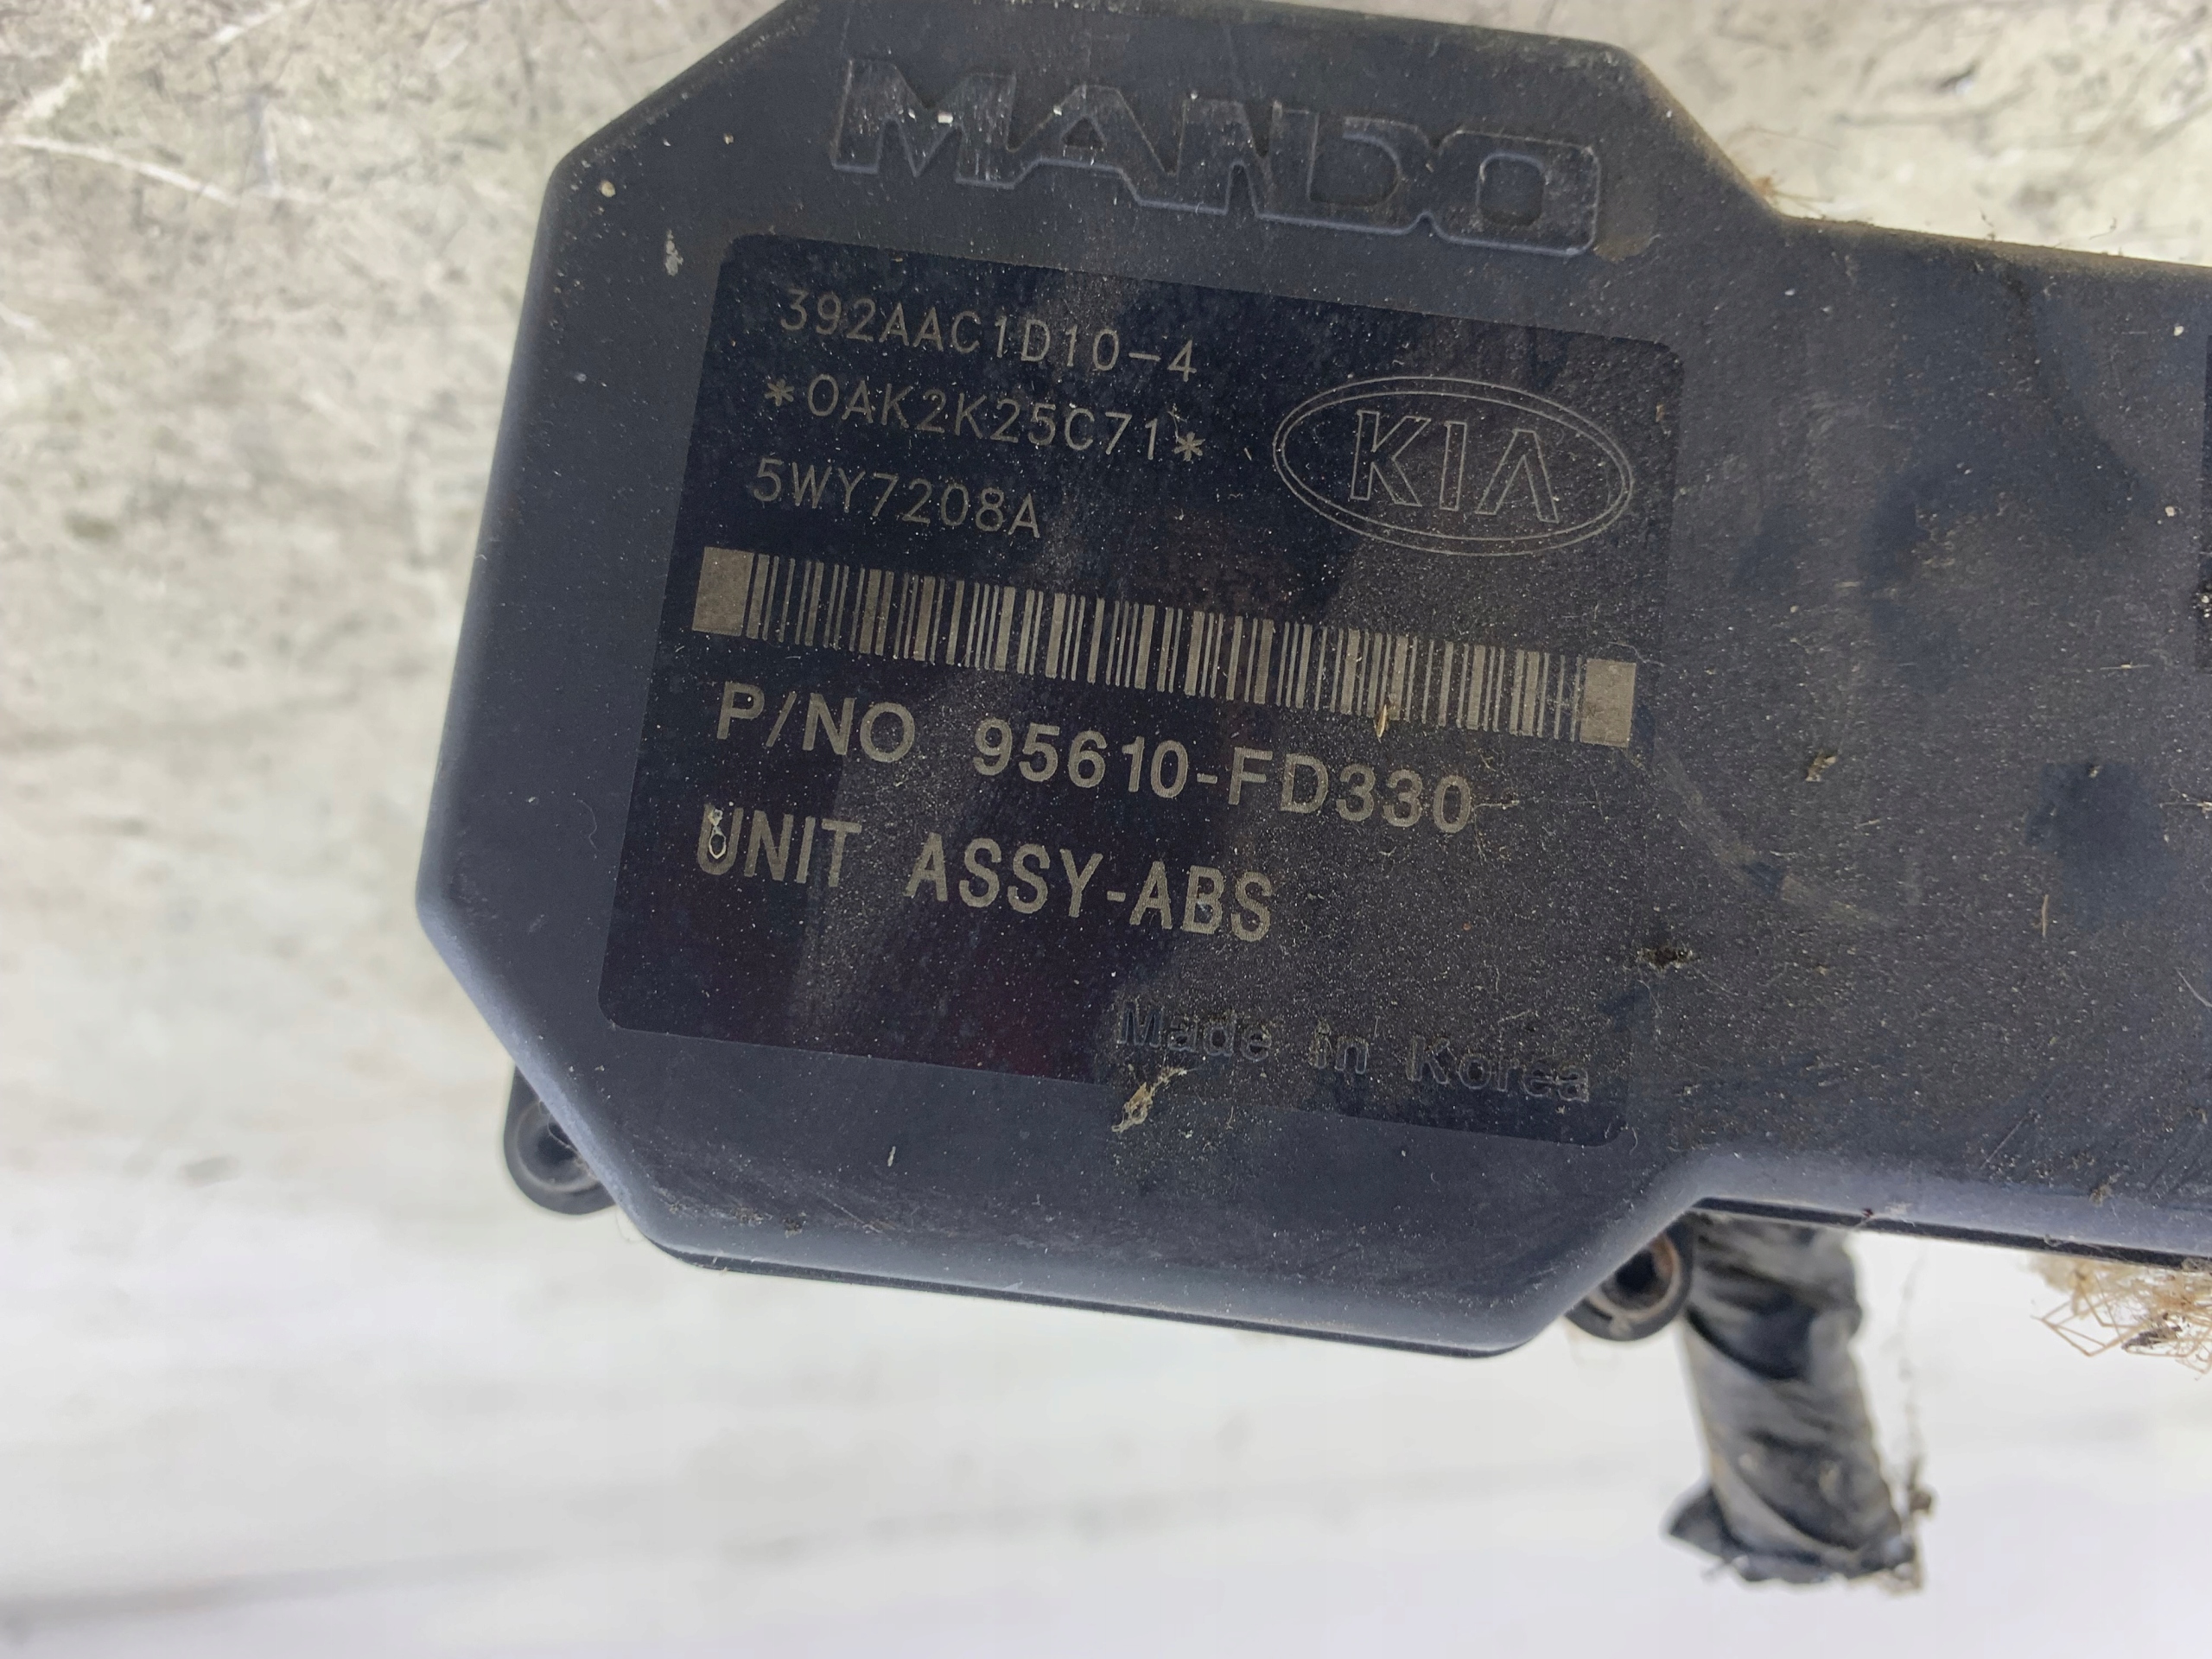 MANDO
392AAC1D10-4
*0AK2K25C71*
5WY7208A
KIA
P/NO 95610-FD330
UNIT ASSY-ABS
Made in Korea